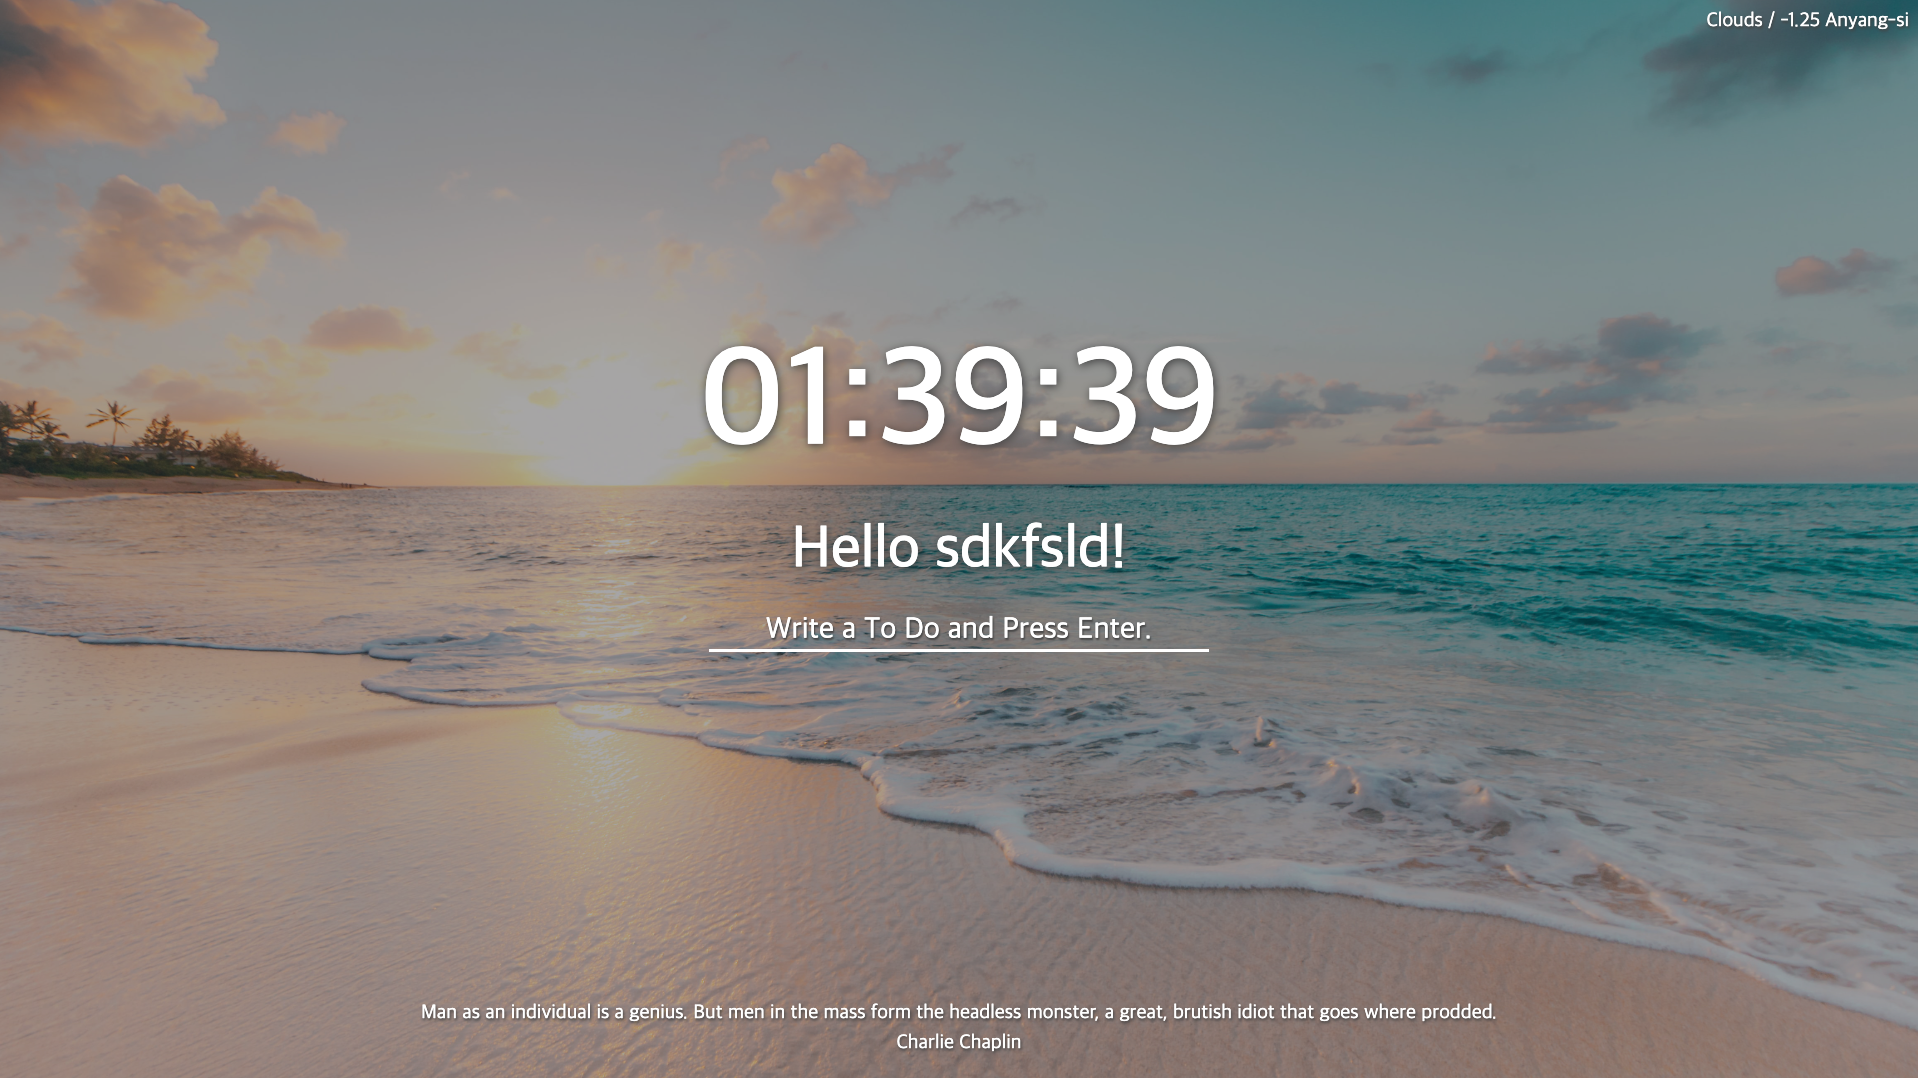 Clouds / -1.25 Anyang-si
01:39:39
Hello sdkfsld!
Write a To Do and Press Enter.
Man as an individual is a genius. But men in the mass form the headless monster, a great, brutish idiot that goes where prodded.
Charlie Chaplin